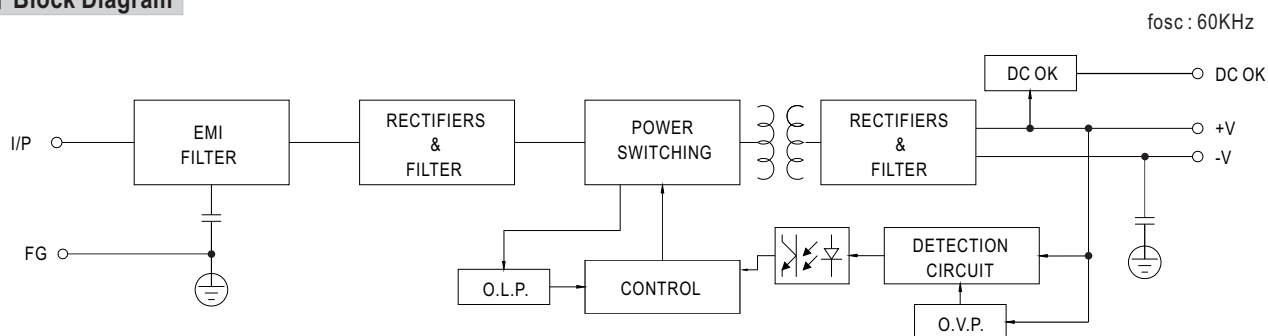 Block Diagram
fosc : 60KHz
DC OK
DC OK
EMI
FILTER
RECTIFIERS
&
FILTER
POWER
SWITCHING
RECTIFIERS
&
FILTER
I/P
+V
-V
FG
O.L.P.
CONTROL
DETECTION
CIRCUIT
O.V.P.